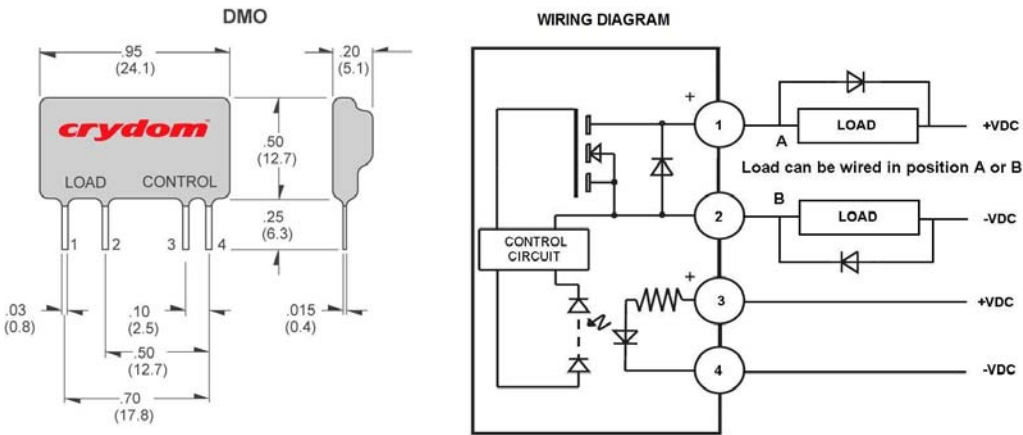 DMO
.95
(24.1)
.20
(5.1)
crydom™
LOAD CONTROL
.50
(12.7)
.25
(6.3)
1 2 3 4
.03
(0.8)
.10
(2.5)
.015
(0.4)
.50
(12.7)
.70
(17.8)
WIRING DIAGRAM
+
1
A
LOAD
+VDC
Load can be wired in position A or B
B
2
LOAD
-VDC
CONTROL
CIRCUIT
+
3
+VDC
4
-VDC